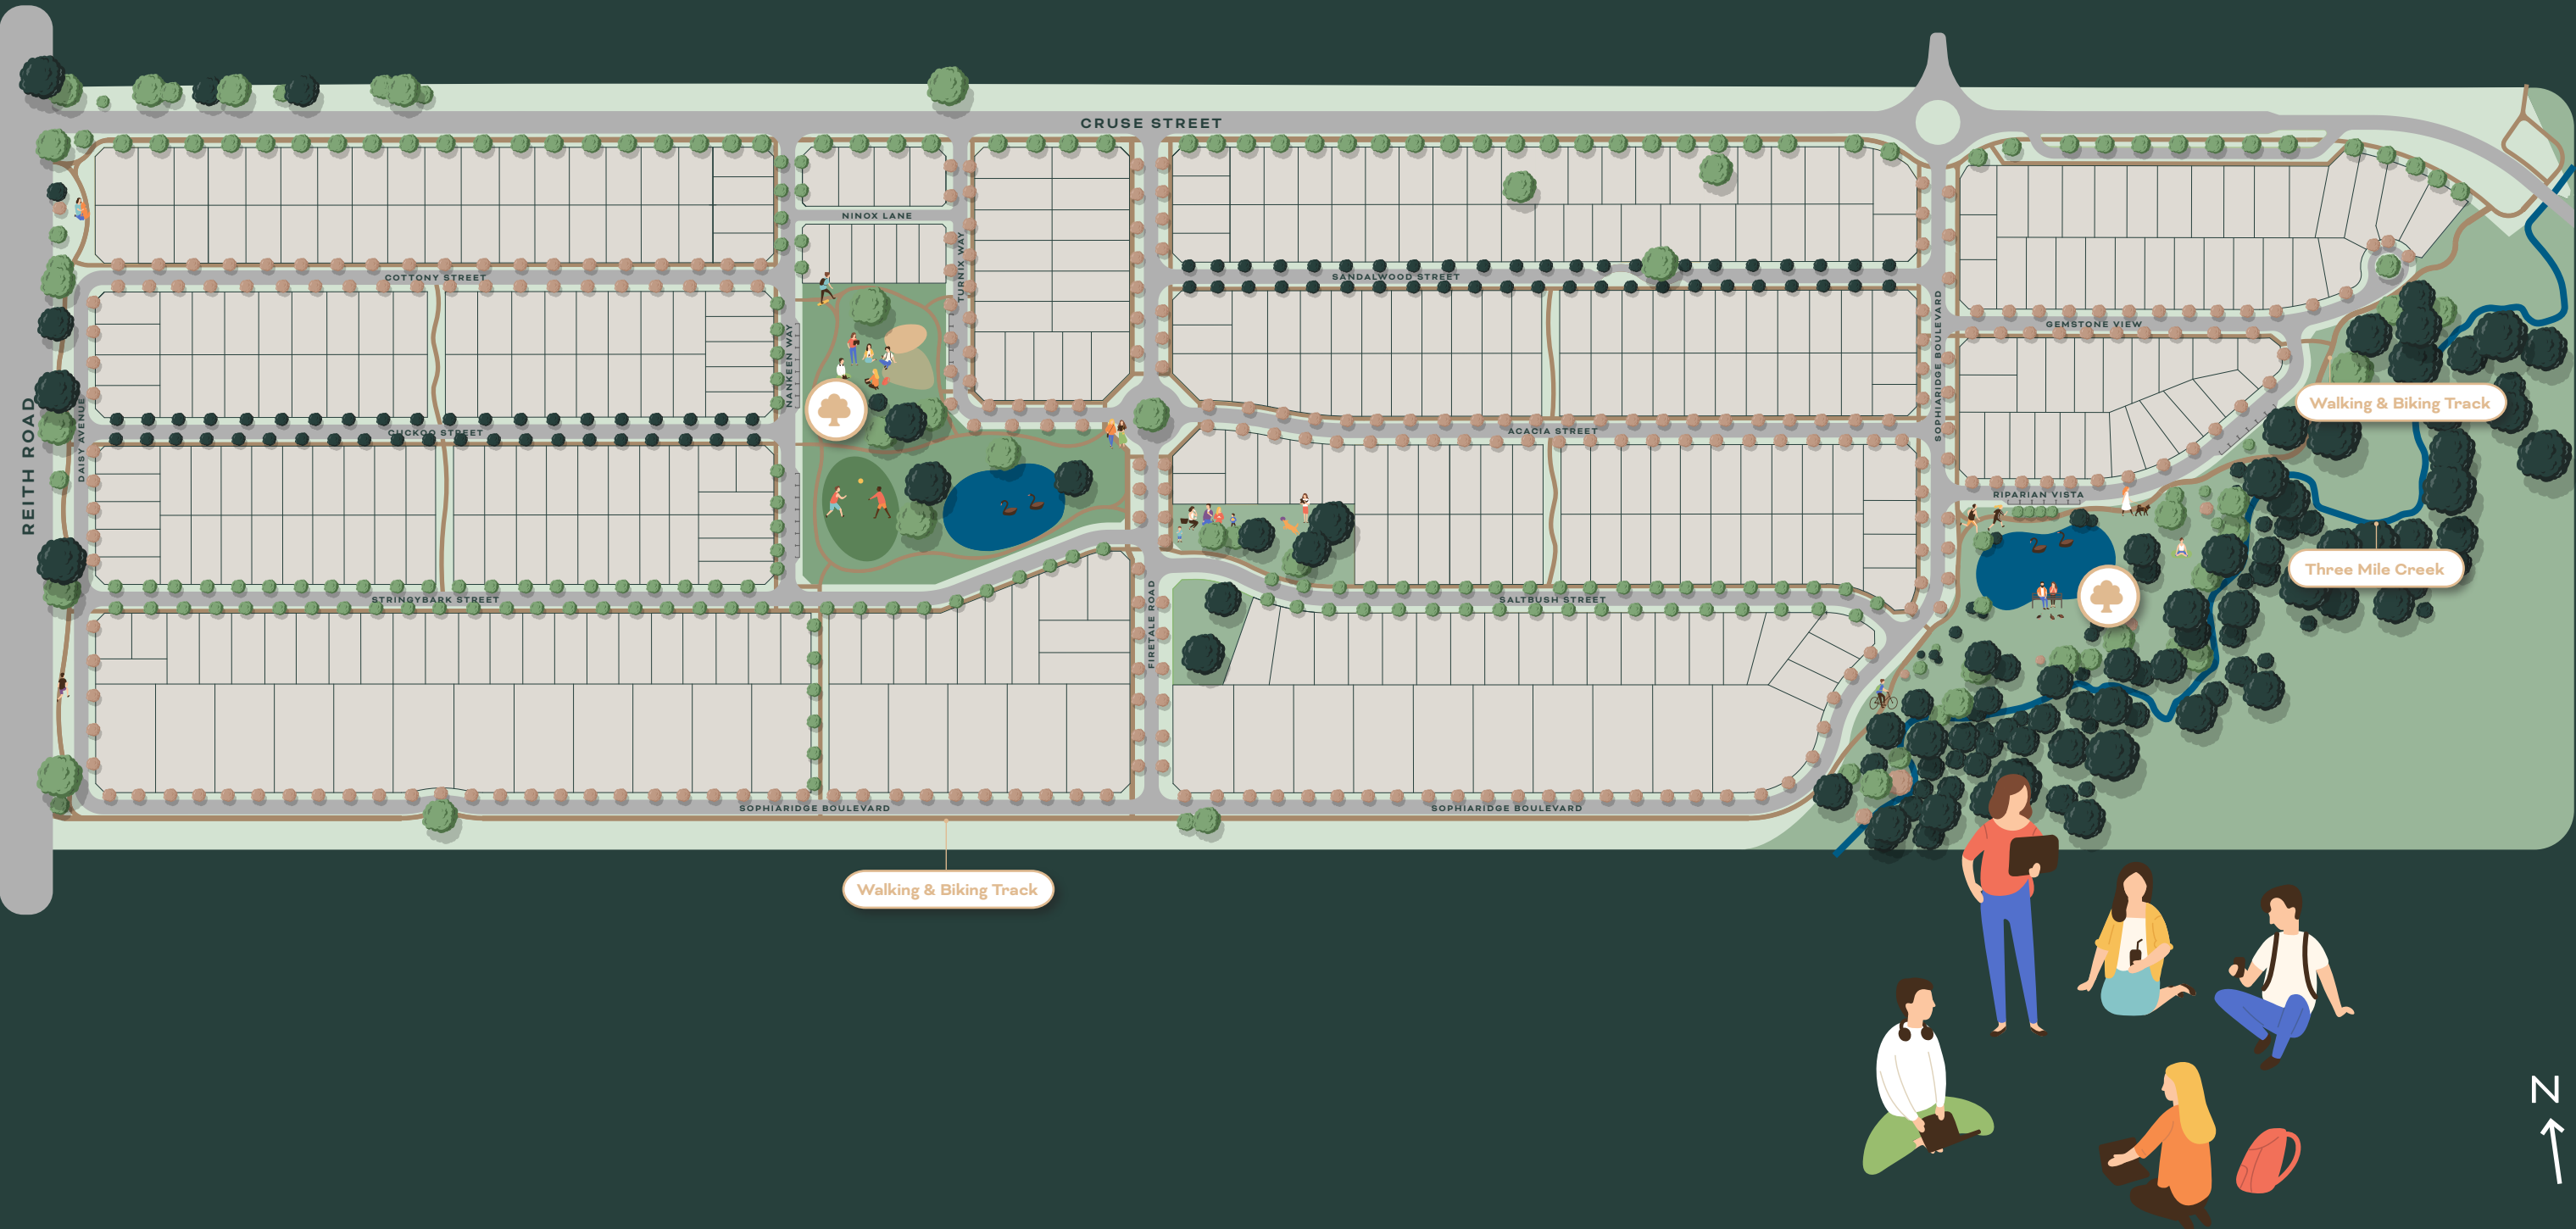 CRUSE STREET
NINOX LANE
COTTONY STREET
TURNIX WAY
SANDALWOOD STREET
GEMSTONE VIEW
SOPHIARIDGE BOULEVARD
NANKEEN WAY
REITH ROAD
DAISY AVENUE
CUCKOO STREET
ACACIA STREET
Walking & Biking Track
RIPARIAN VISTA
Three Mile Creek
STRINGYBARK STREET
FIRETALE ROAD
SALTBUSH STREET
SOPHIARIDGE BOULEVARD
SOPHIARIDGE BOULEVARD
Walking & Biking Track
N